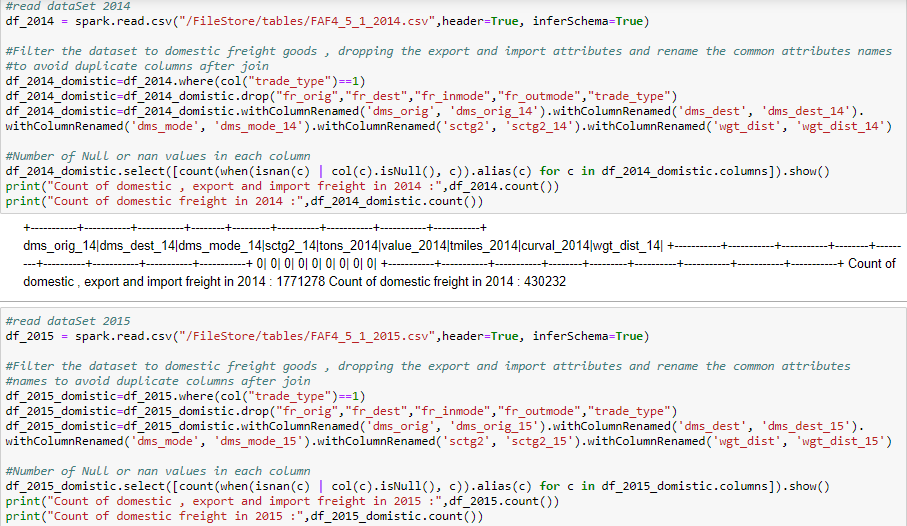 #read dataSet 2014
df_2014 = spark.read.csv("/FileStore/tables/FAF4_5_1_2014.csv",header=True, inferSchema=True)
#Filter the dataset to domestic freight goods , dropping the export and import attributes and rename the common attributes names
#to avoid duplicate columns after join
df_2014_domistic=df_2014.where(col("trade_type")==1)
df_2014_domistic=df_2014_domistic.drop("fr_orig","fr_dest","fr_inmode","fr_outmode","trade_type")
df_2014_domistic=df_2014_domistic.withColumnRenamed('dms_orig', 'dms_orig_14').withColumnRenamed('dms_dest', 'dms_dest_14').
withColumnRenamed('dms_mode', 'dms_mode_14').withColumnRenamed('sctg2', 'sctg2_14').withColumnRenamed('wgt_dist', 'wgt_dist_14')
#Number of Null or nan values in each column
df_2014_domistic.select([count(when(isnan(c) | col(c).isNull(), c)).alias(c) for c in df_2014_domistic.columns]).show()
print("Count of domestic , export and import freight in 2014 :",df_2014.count())
print("Count of domestic freight in 2014 :",df_2014_domistic.count())
+-----------+-----------+-----------+--------+---------+----------+-----------+-----------+-----------+
dms_orig_14|dms_dest_14|dms_mode_14|sctg2_14|tons_2014|value_2014|tmiles_2014|curval_2014|wgt_dist_14| +-----------+-----------+-----------+--------+------
---+----------+-----------+-----------+-----------+ 0| 0| 0| 0| 0| 0| 0| 0| 0| +-----------+-----------+-----------+--------+---------+----------+-----------+-----------+-----------+ Count of
domestic , export and import freight in 2014 : 1771278 Count of domestic freight in 2014 : 430232
#read dataSet 2015
df_2015 = spark.read.csv("/FileStore/tables/FAF4_5_1_2015.csv",header=True, inferSchema=True)
#Filter the dataset to domestic freight goods , dropping the export and import attributes and rename the common attributes
#names to avoid duplicate columns after join
df_2015_domistic=df_2015.where(col("trade_type")==1)
df_2015_domistic=df_2015_domistic.drop("fr_orig","fr_dest","fr_inmode","fr_outmode","trade_type")
df_2015_domistic=df_2015_domistic.withColumnRenamed('dms_orig', 'dms_orig_15').withColumnRenamed('dms_dest', 'dms_dest_15').
withColumnRenamed('dms_mode', 'dms_mode_15').withColumnRenamed('sctg2', 'sctg2_15').withColumnRenamed('wgt_dist', 'wgt_dist_15')
#Number of Null or nan values in each column
df_2015_domistic.select([count(when(isnan(c) | col(c).isNull(), c)).alias(c) for c in df_2015_domistic.columns]).show()
print("Count of domestic , export and import freight in 2015 :",df_2015.count())
print("Count of domestic freight in 2015 :",df_2015_domistic.count())